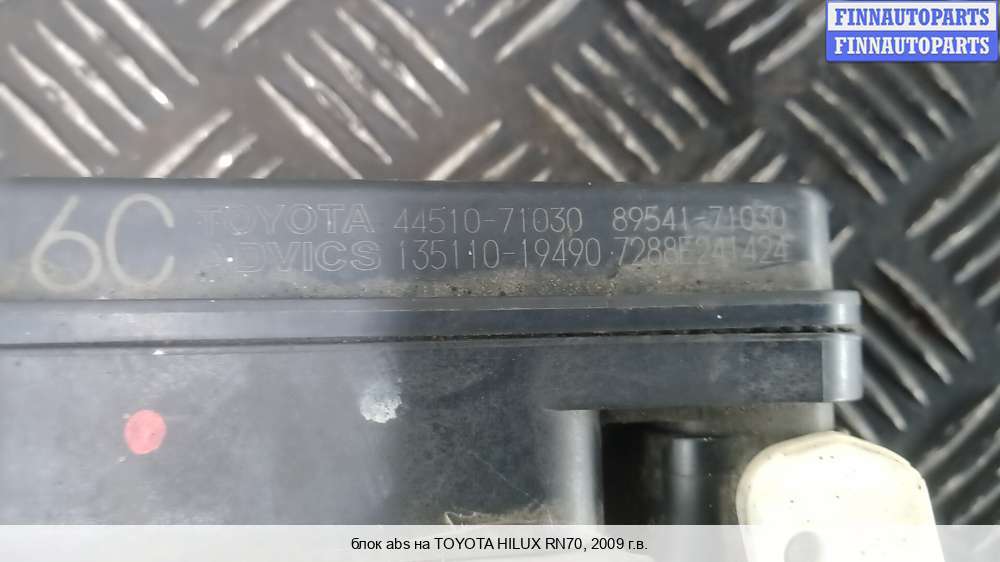 FINNAUTOPARTS
FINNAUTOPARTS
6C
TOYOTA 44510-71030 89541-71030
ADVICS 135110-19490 7288E241424
блок abs на TOYOTA HILUX RN70, 2009 г.в.